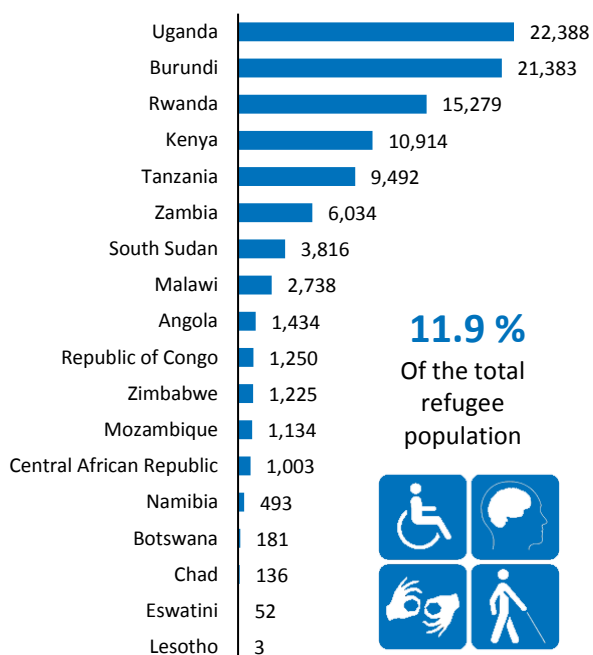 Uganda 22,388
Burundi 21,383
Rwanda 15,279
Kenya 10,914
Tanzania 9,492
Zambia 6,034
South Sudan 3,816
Malawi 2,738
Angola 1,434
Republic of Congo 1,250
Zimbabwe 1,225
Mozambique 1,134
Central African Republic 1,003
Namibia 493
Botswana 181
Chad 136
Eswatini 52
Lesotho 3
11.9 %
Of the total
refugee
population